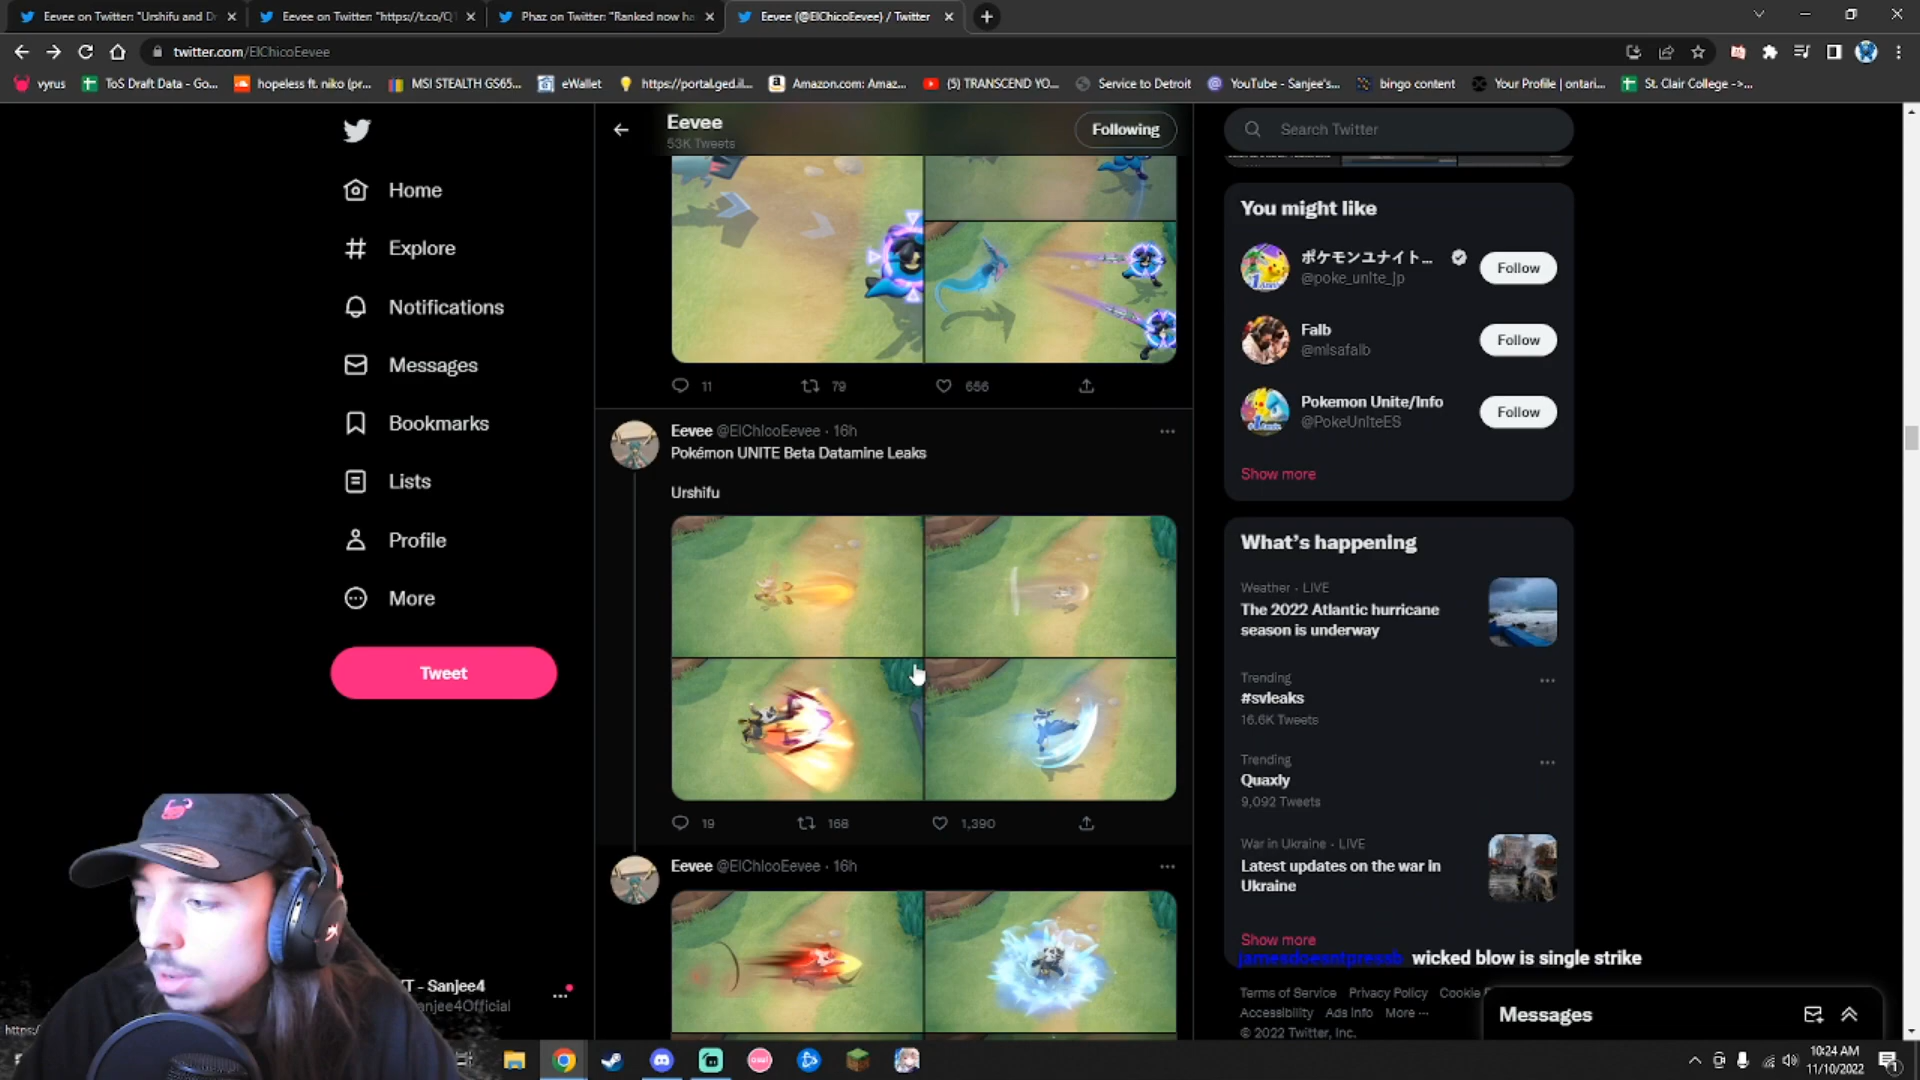 Eevee on Twitter: "Urshifu and Dr
Eevee on Twitter: "https://t.co/Q
Phaz on Twitter: "Ranked now ha
Eevee (@ElChicoEevee) / Twitter
twitter.com/ElChicoEevee
vyrus
ToS Draft Data - Go...
hopeless ft. niko (pr...
MSI STEALTH GS65...
eWallet
https://portal.ged.il...
Amazon.com: Amaz...
(5) TRANSCEND YO...
Service to Detroit
YouTube - Sanjee's...
bingo content
Your Profile | ontari...
St. Clair College ->...
Home
Explore
Notifications
Messages
Bookmarks
Lists
Profile
More
Tweet
T - Sanjee4
anjee4Official
Eevee
53K Tweets
Following
11 79 656
Eevee @ElChicoEevee · 16h
Pokémon UNITE Beta Datamine Leaks
Urshifu
19 168 1,390
Eevee @ElChicoEevee · 16h
Search Twitter
You might like
ポケモンユナイト...
@poke_unite_jp
Follow
Falb
@misafalb
Follow
Pokemon Unite/Info
@PokeUniteES
Follow
Show more
What's happening
Weather · LIVE
The 2022 Atlantic hurricane
season is underway
Trending
#svleaks
16.6K Tweets
Trending
Quaxly
9,092 Tweets
War in Ukraine · LIVE
Latest updates on the war in
Ukraine
Show more
jamesdoesntpressb wicked blow is single strike
Terms of Service Privacy Policy Cookie P
Accessibility Ads info More ···
© 2022 Twitter, Inc.
Messages
https:/
10:24 AM
11/10/2022